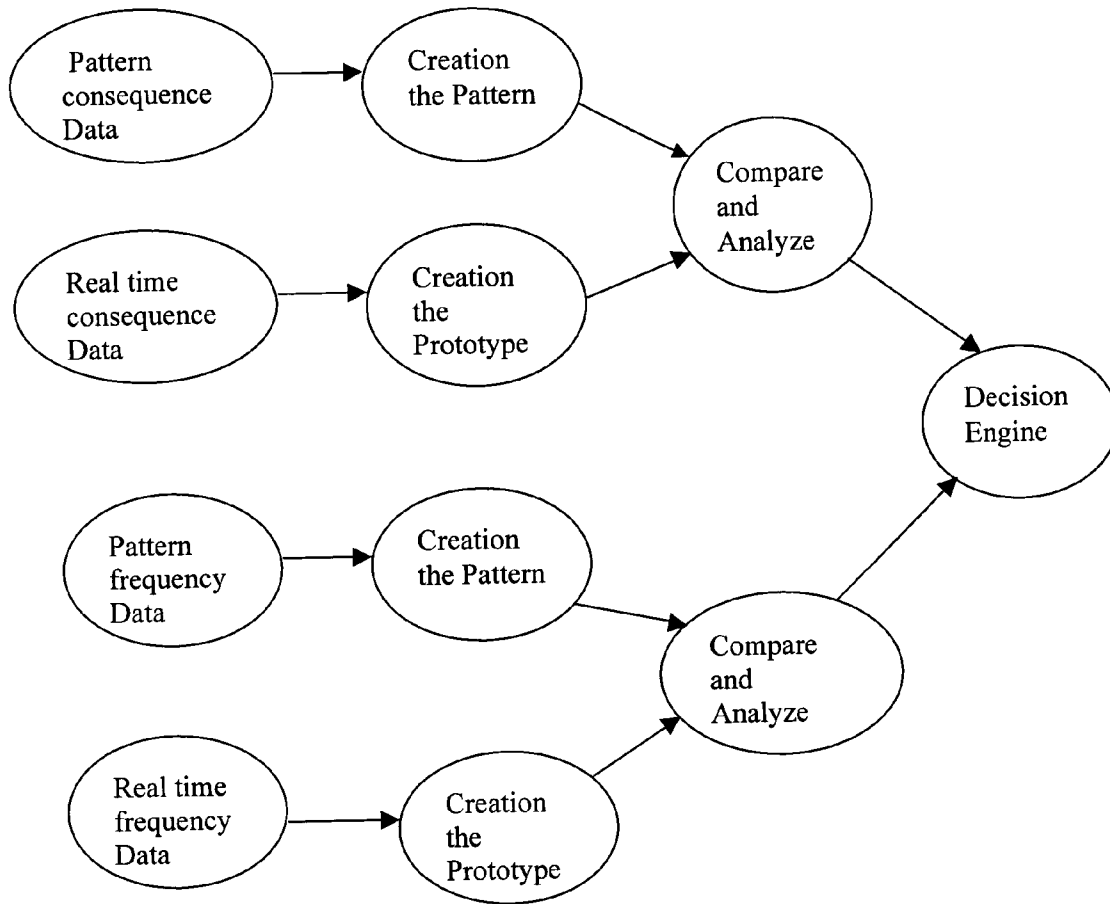 Pattern
consequence
Data
Creation
the Pattern
Compare
and
Analyze
Real time
consequence
Data
Creation
the
Prototype
Decision
Engine
Pattern
frequency
Data
Creation
the Pattern
Compare
and
Analyze
Real time
frequency
Data
Creation
the
Prototype